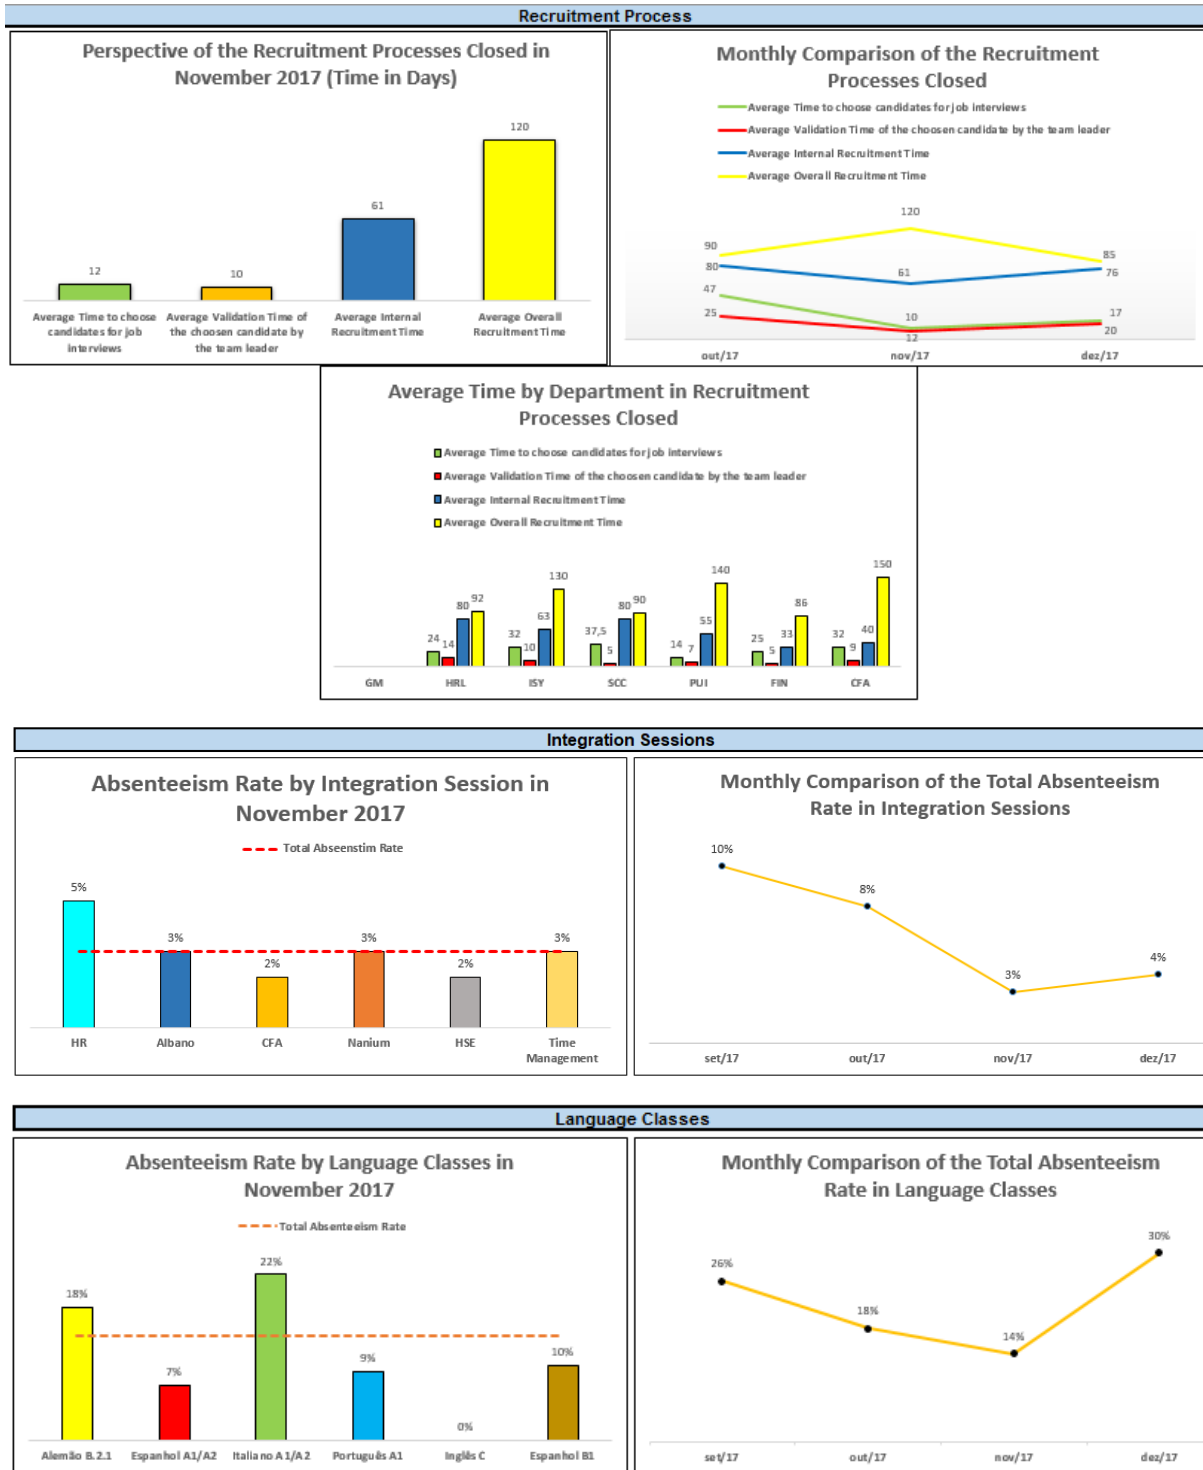 Recruitment Process
Perspective of the Recruitment Processes Closed in
November 2017 (Time in Days)
120
61
12
10
Average Time to choose
candidates for job
interviews
Average Validation Time of
the choosen candidate by
the team leader
Average Internal
Recruitment Time
Average Overall
Recruitment Time
Monthly Comparison of the Recruitment
Processes Closed
Average Time to choose candidates for job interviews
Average Validation Time of the choosen candidate by the team leader
Average Internal Recruitment Time
Average Overall Recruitment Time
90
120
85
80
61
76
47
10
17
25
12
20
out/17
nov/17
dez/17
Average Time by Department in Recruitment
Processes Closed
Average Time to choose candidates for job interviews
Average Validation Time of the choosen candidate by the team leader
Average Internal Recruitment Time
Average Overall Recruitment Time
24
14
80
92
32
10
63
130
37,5
5
80
90
14
7
55
140
25
5
33
86
32
9
40
150
GM
HRL
ISY
SCC
PUI
FIN
CFA
Integration Sessions
Absenteeism Rate by Integration Session in
November 2017
Total Abseenstim Rate
5%
3%
2%
3%
2%
3%
HR
Albano
CFA
Nanium
HSE
Time
Management
Monthly Comparison of the Total Absenteeism
Rate in Integration Sessions
10%
8%
3%
4%
set/17
out/17
nov/17
dez/17
Language Classes
Absenteeism Rate by Language Classes in
November 2017
Total Absenteeism Rate
18%
7%
22%
9%
0%
10%
Alemão B.2.1
Espanhol A1/A2
Italiano A1/A2
Português A1
Inglês C
Espanhol B1
Monthly Comparison of the Total Absenteeism
Rate in Language Classes
26%
18%
14%
30%
set/17
out/17
nov/17
dez/17